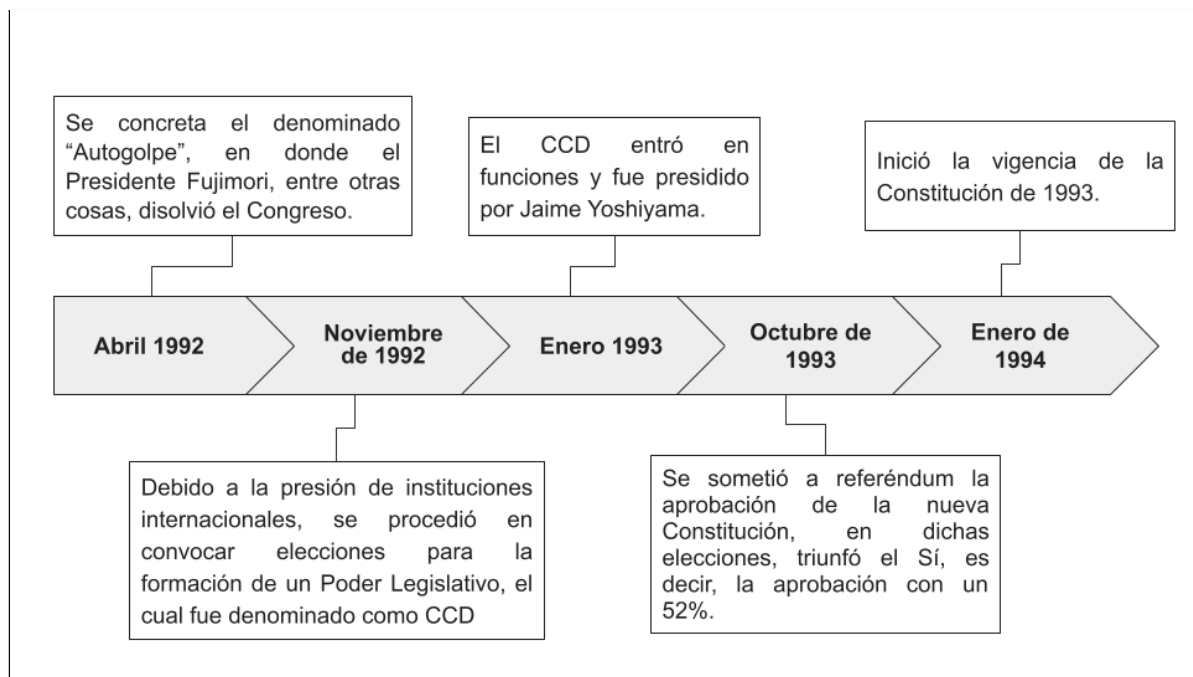 Se concreta el denominado
“Autogolpe”, en donde el
Presidente Fujimori, entre otras
cosas, disolvió el Congreso.
El CCD entró en
funciones y fue presidido
por Jaime Yoshiyama.
Inició la vigencia de la
Constitución de 1993.
Abril 1992
Noviembre
de 1992
Enero 1993
Octubre de
1993
Enero de
1994
Debido a la presión de instituciones
internacionales, se procedió en
convocar elecciones para la
formación de un Poder Legislativo, el
cual fue denominado como CCD
Se sometió a referéndum la
aprobación de la nueva
Constitución, en dichas
elecciones, triunfó el Sí, es
decir, la aprobación con un
52%.